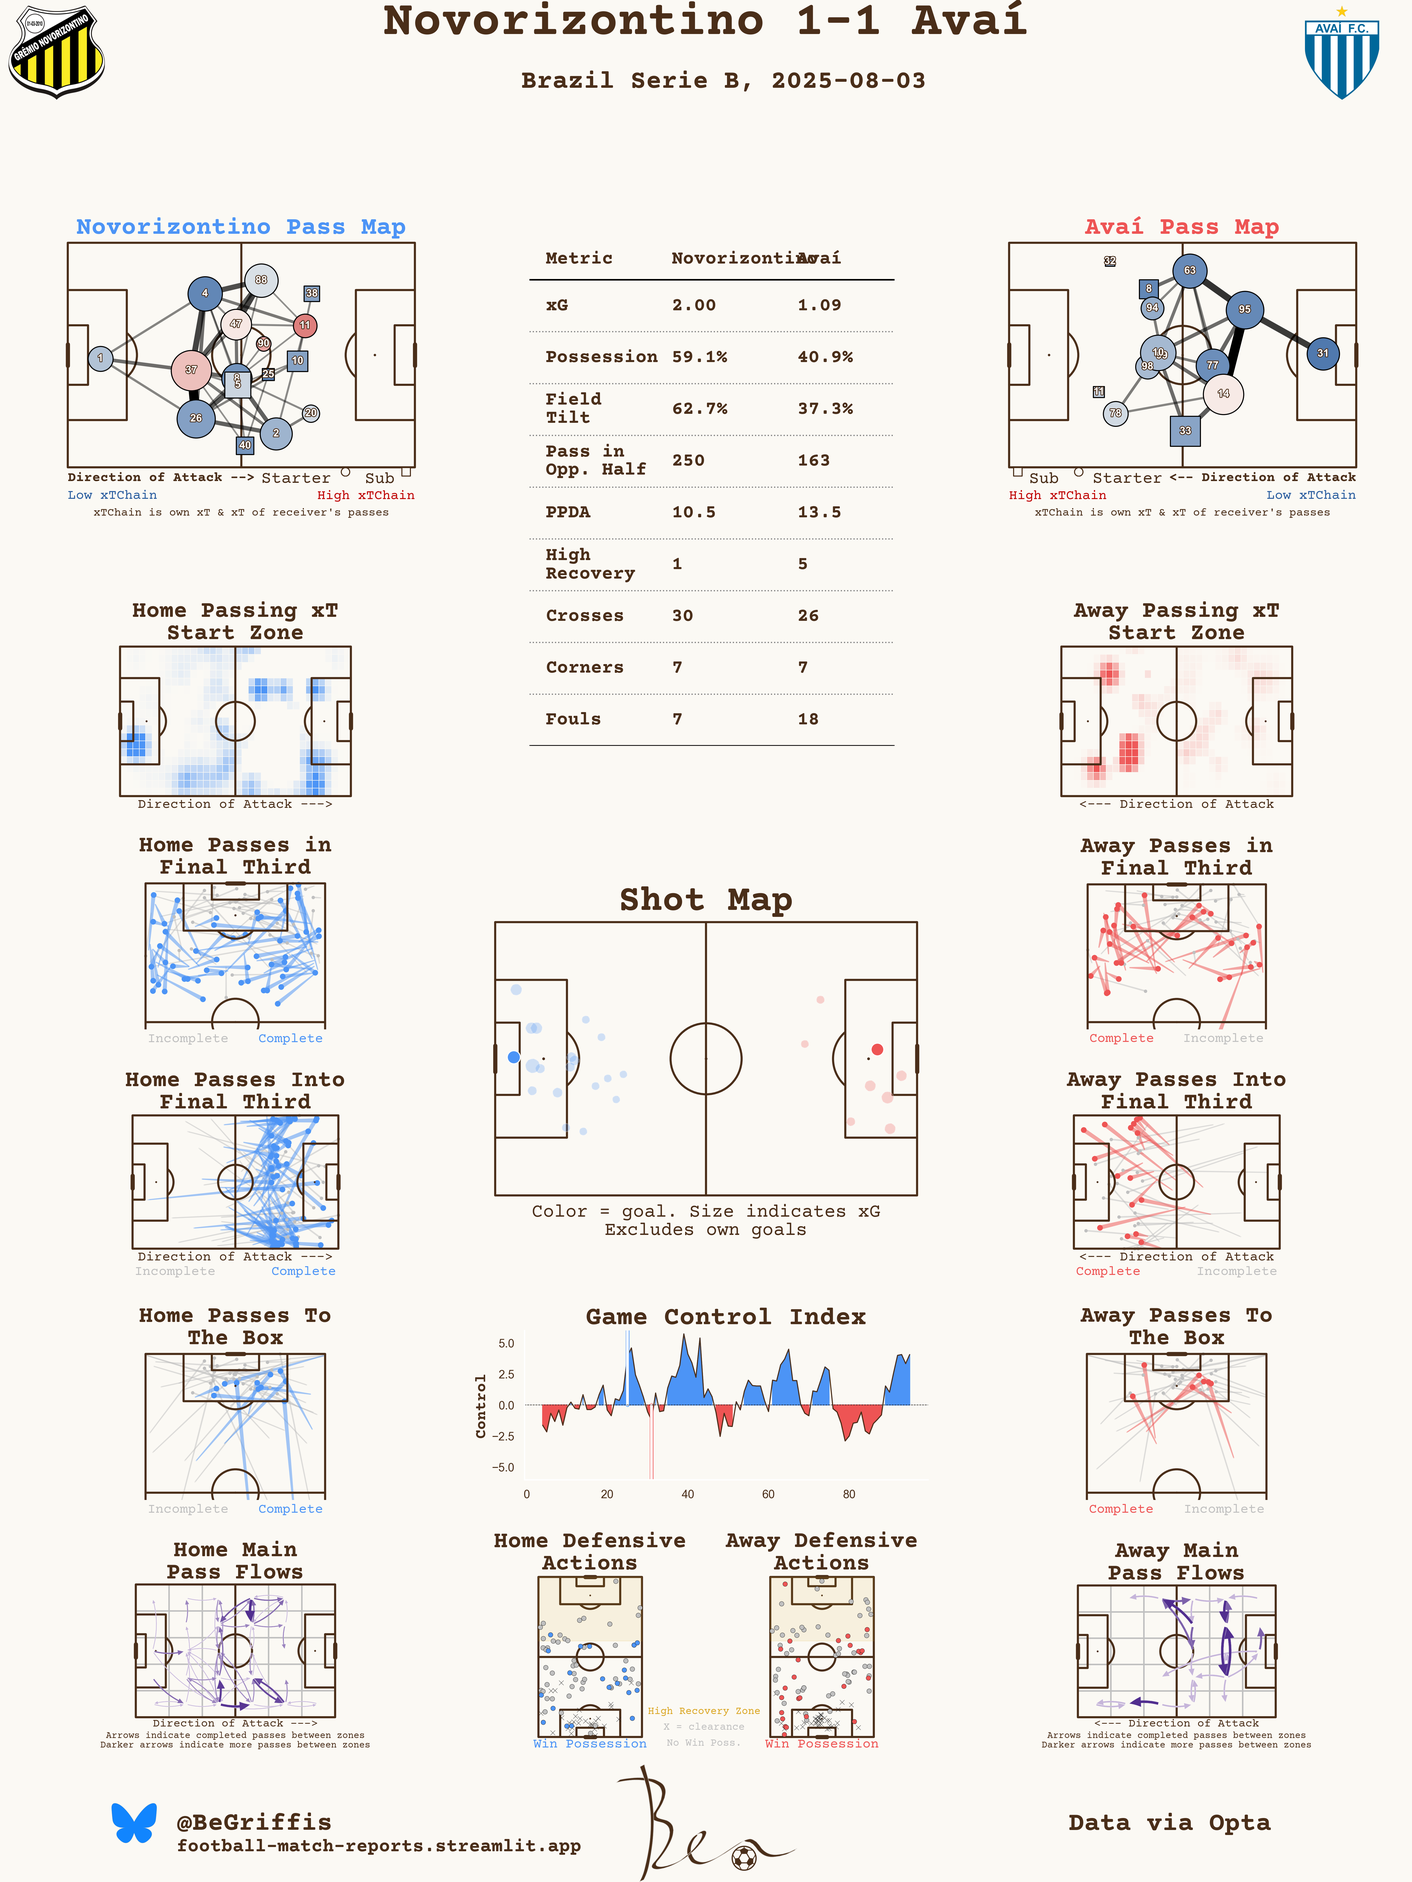 Novorizontino 1-1 Avaí
Brazil Serie B, 2025-08-03
GRÊMIO NOVORIZONTINO
AVAÍ F.C.
Novorizontino Pass Map
4
88
38
47
11
90
1
37
10
25
8
5
26
20
2
40
Direction of Attack --> Starter Sub
Low xTChain High xTChain
xTChain is own xT & xT of receiver's passes
Metric Novorizontino Avaí
xG 2.00 1.09
Possession 59.1% 40.9%
Field
Tilt 62.7% 37.3%
Pass in
Opp. Half 250 163
PPDA 10.5 13.5
High
Recovery 1 5
Crosses 30 26
Corners 7 7
Fouls 7 18
Avaí Pass Map
32
63
8
94
95
10
31
98
77
11
14
78
33
Sub Starter <-- Direction of Attack
High xTChain Low xTChain
xTChain is own xT & xT of receiver's passes
Home Passing xT
Start Zone
Direction of Attack --->
Away Passing xT
Start Zone
<--- Direction of Attack
Home Passes in
Final Third
Incomplete Complete
Away Passes in
Final Third
Complete Incomplete
Shot Map
Color = goal. Size indicates xG
Excludes own goals
Home Passes Into
Final Third
Direction of Attack --->
Incomplete Complete
Away Passes Into
Final Third
<--- Direction of Attack
Complete Incomplete
Game Control Index
Control
5.0
2.5
0.0
−2.5
−5.0
0 20 40 60 80
Home Passes To
The Box
Incomplete Complete
Away Passes To
The Box
Complete Incomplete
Home Defensive
Actions
Win Possession
Away Defensive
Actions
Win Possession
High Recovery Zone
X = clearance
No Win Poss.
Home Main
Pass Flows
Direction of Attack --->
Arrows indicate completed passes between zones
Darker arrows indicate more passes between zones
Away Main
Pass Flows
<--- Direction of Attack
Arrows indicate completed passes between zones
Darker arrows indicate more passes between zones
@BeGriffis
football-match-reports.streamlit.app
Ben
Data via Opta